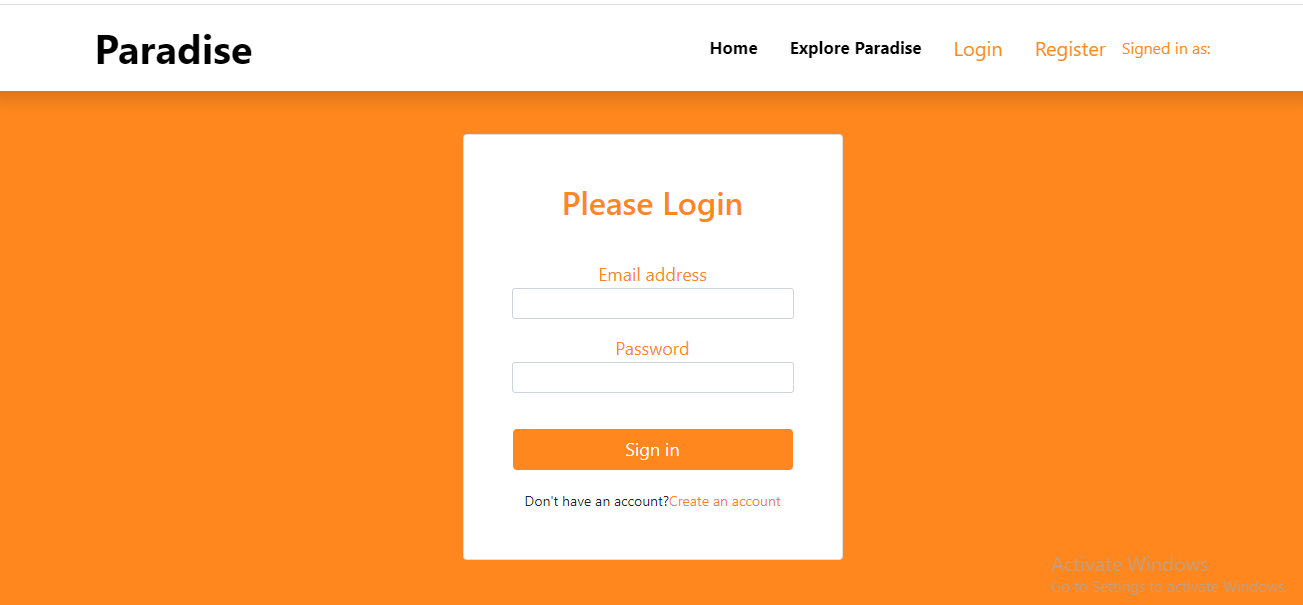 Paradise
Home Explore Paradise Login Register Signed in as:
Please Login
Email address
Password
Sign in
Don't have an account?Create an account
Activate Windows
Go to Settings to activate Windows.